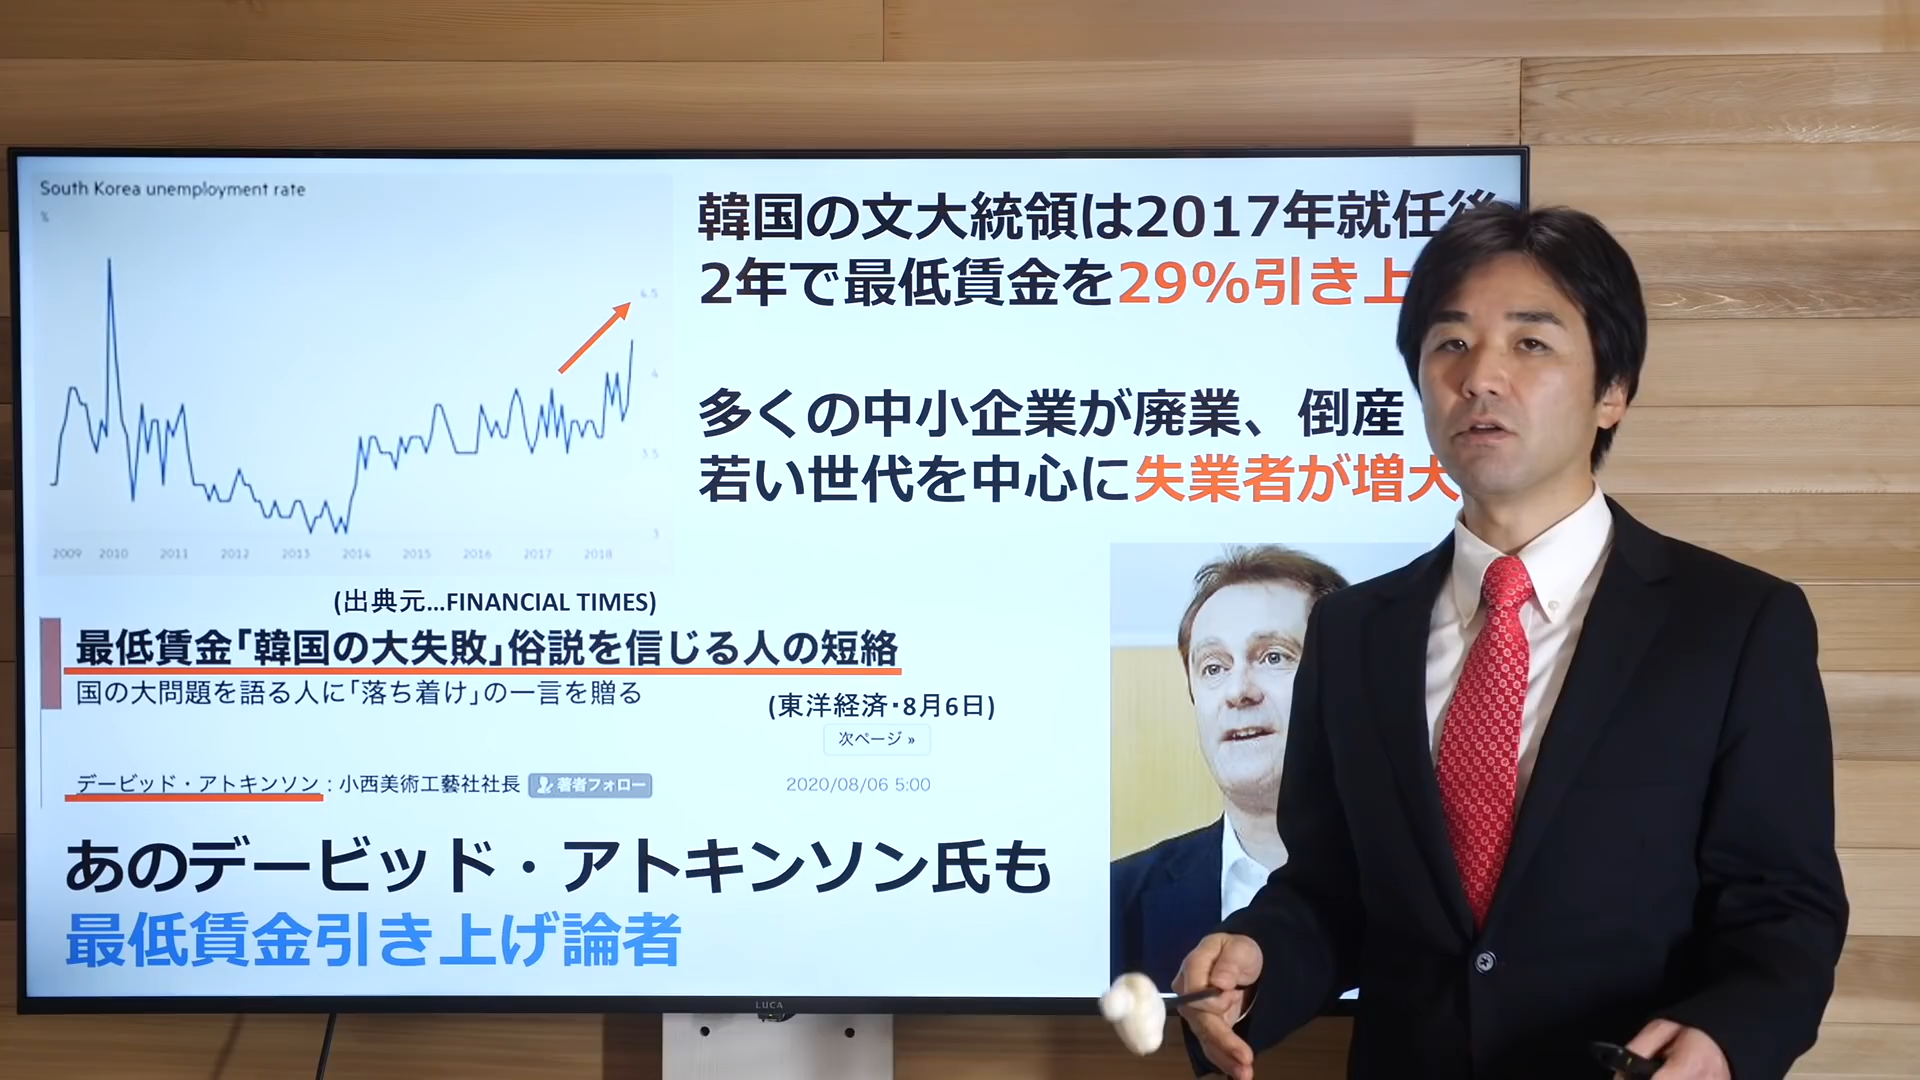 South Korea unemployment rate
%
4.5
4
3.5
3
2009 2010 2011 2012 2013 2014 2015 2016 2017 2018
(出典元...FINANCIAL TIMES)
韓国の文大統領は2017年就任後
2年で最低賃金を29%引き上
多くの中小企業が廃業、倒産
若い世代を中心に失業者が増大
最低賃金「韓国の大失敗」俗説を信じる人の短絡
国の大問題を語る人に「落ち着け」の一言を贈る
(東洋経済・8月6日)
次ページ »
デービッド・アトキンソン : 小西美術工藝社社長 著者フォロー
2020/08/06 5:00
あのデービッド・アトキンソン氏も
最低賃金引き上げ論者
LUCA